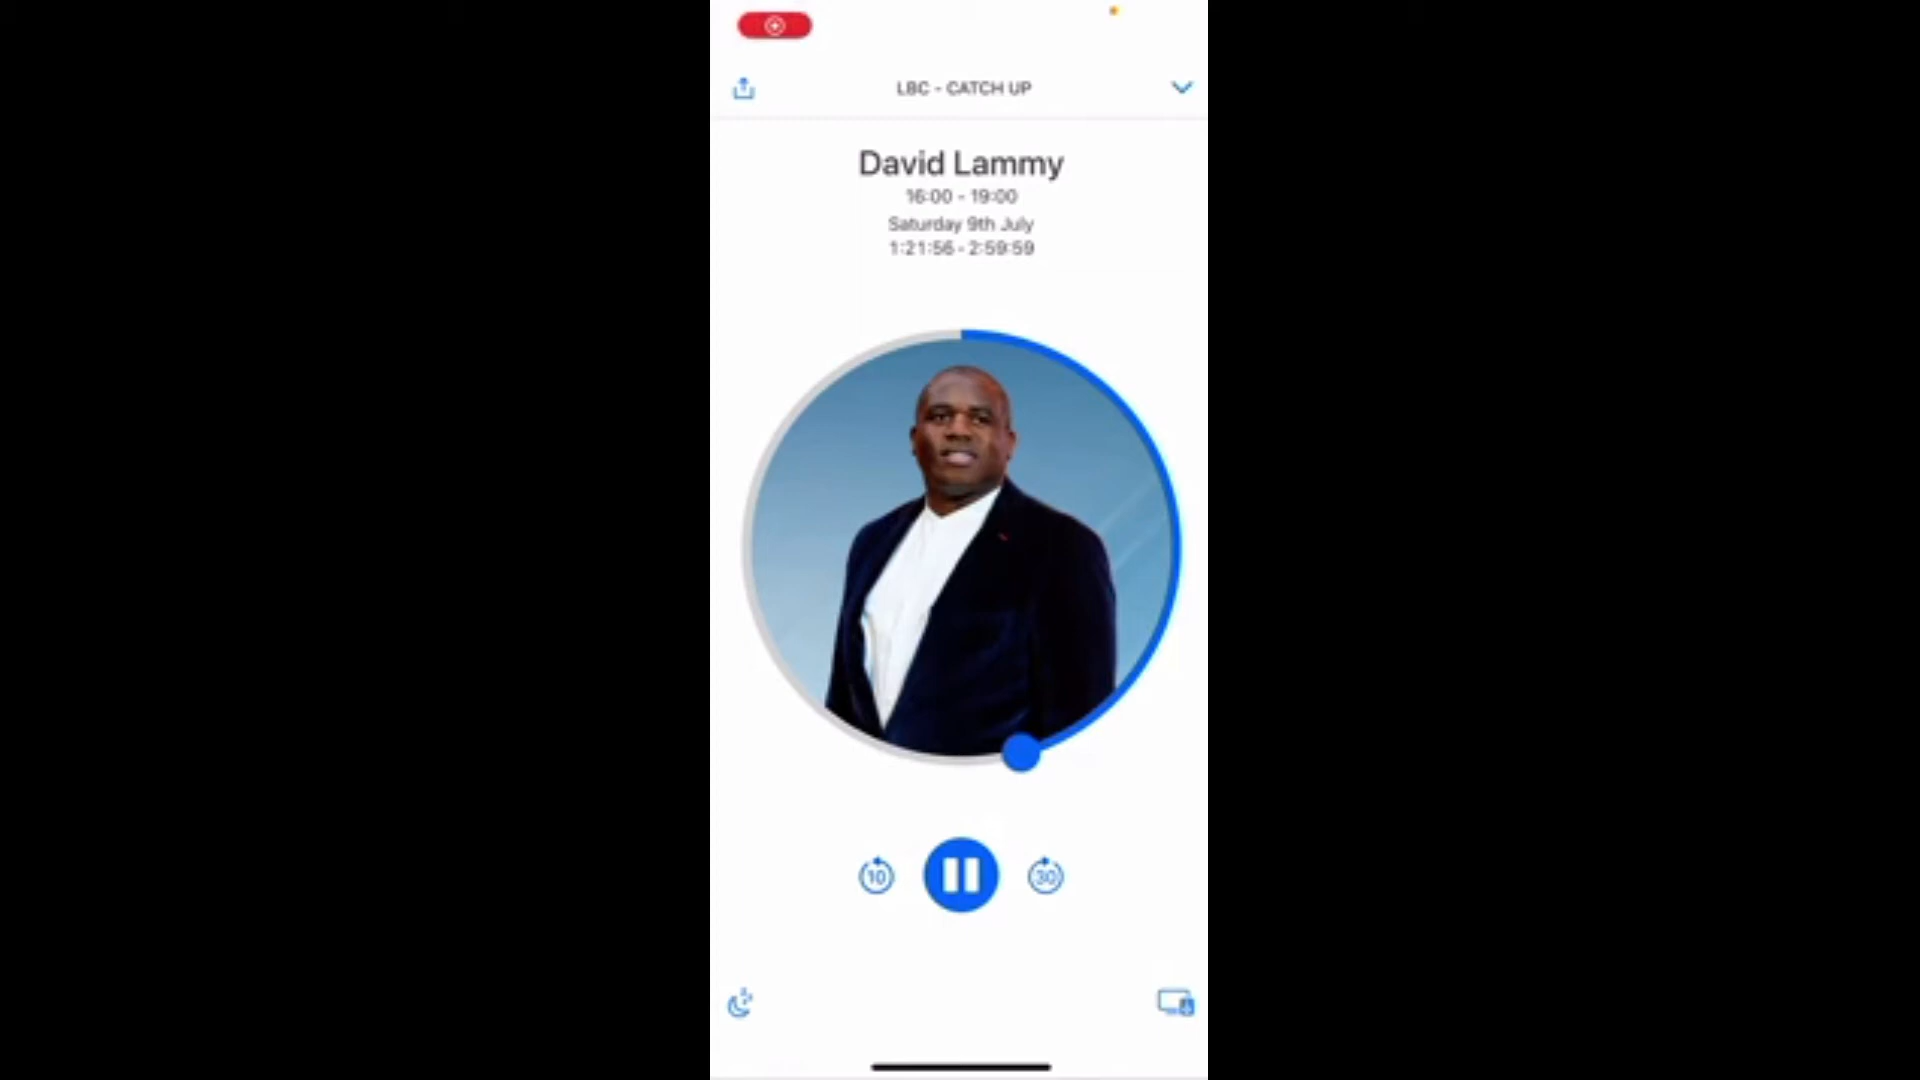 LBC - CATCH UP
David Lammy
16:00 - 19:00
Saturday 9th July
1:21:56 - 2:59:59
10
30